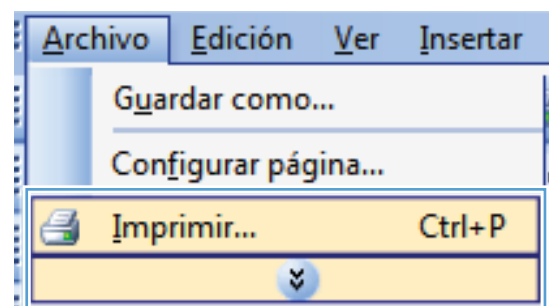 Archivo Edición Ver Insertar
Guardar como...
Configurar página...
Imprimir... Ctrl+P